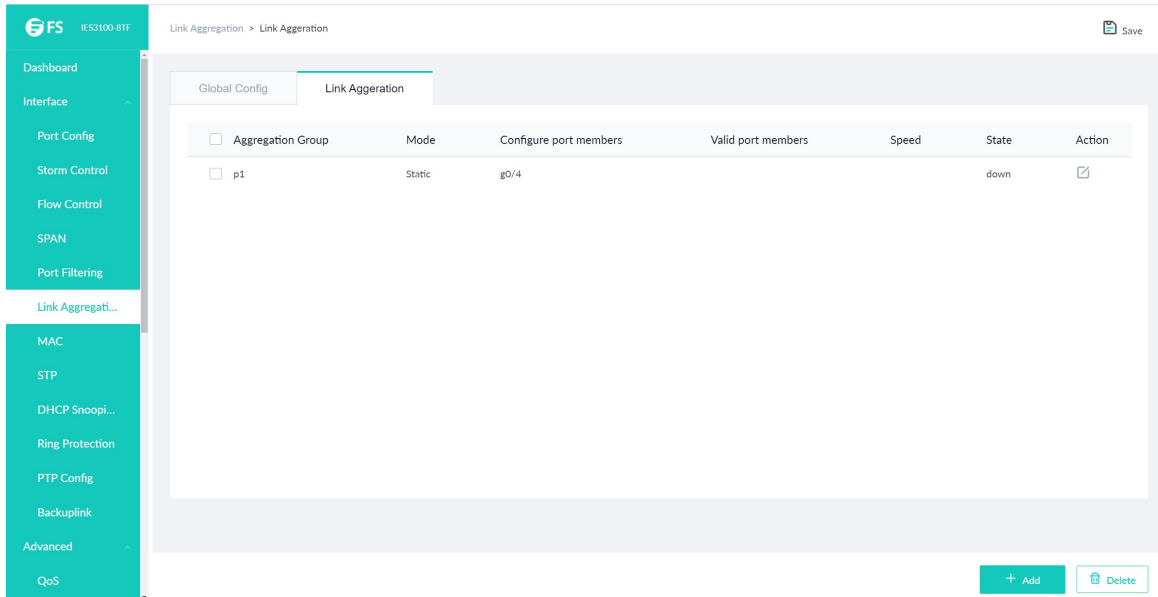 FS IES3100-8TF
Link Aggregation > Link Aggeration
Save
Dashboard
Interface
Port Config
Storm Control
Flow Control
SPAN
Port Filtering
Link Aggregati...
MAC
STP
DHCP Snoopi...
Ring Protection
PTP Config
Backuplink
Advanced
QoS
Global Config Link Aggeration
Aggregation Group Mode Configure port members Valid port members Speed State Action
p1 Static g0/4 down
+ Add Delete